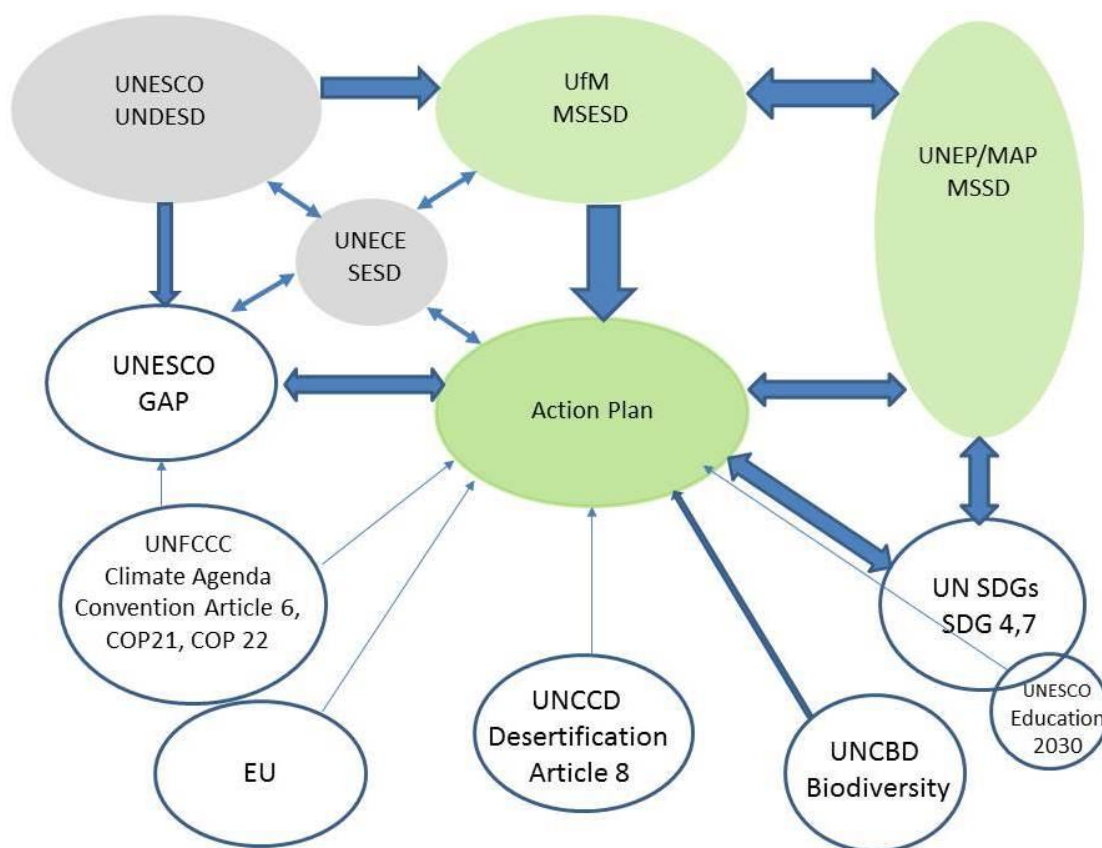 UNESCO
UNDESD
UfM
MSESD
UNEP/MAP
MSSD
UNECE
SESD
UNESCO
GAP
Action Plan
UNFCCC
Climate Agenda
Convention Article 6,
COP21, COP 22
UN SDGs
SDG 4,7
UNESCO
Education
2030
EU
UNCCD
Desertification
Article 8
UNCBD
Biodiversity